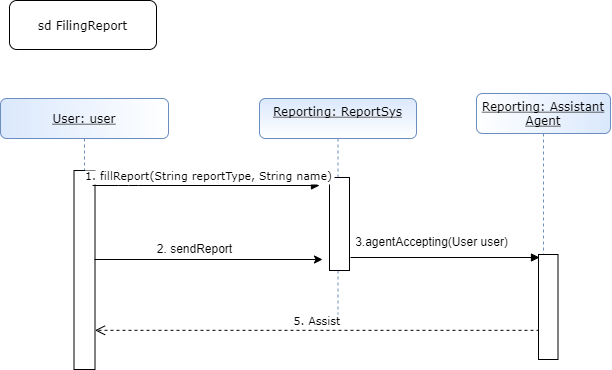 sd FilingReport
User: user
Reporting: ReportSys
Reporting: Assistant
Agent
1. fillReport(String reportType, String name)
2. sendReport
3.agentAccepting(User user)
5. Assist